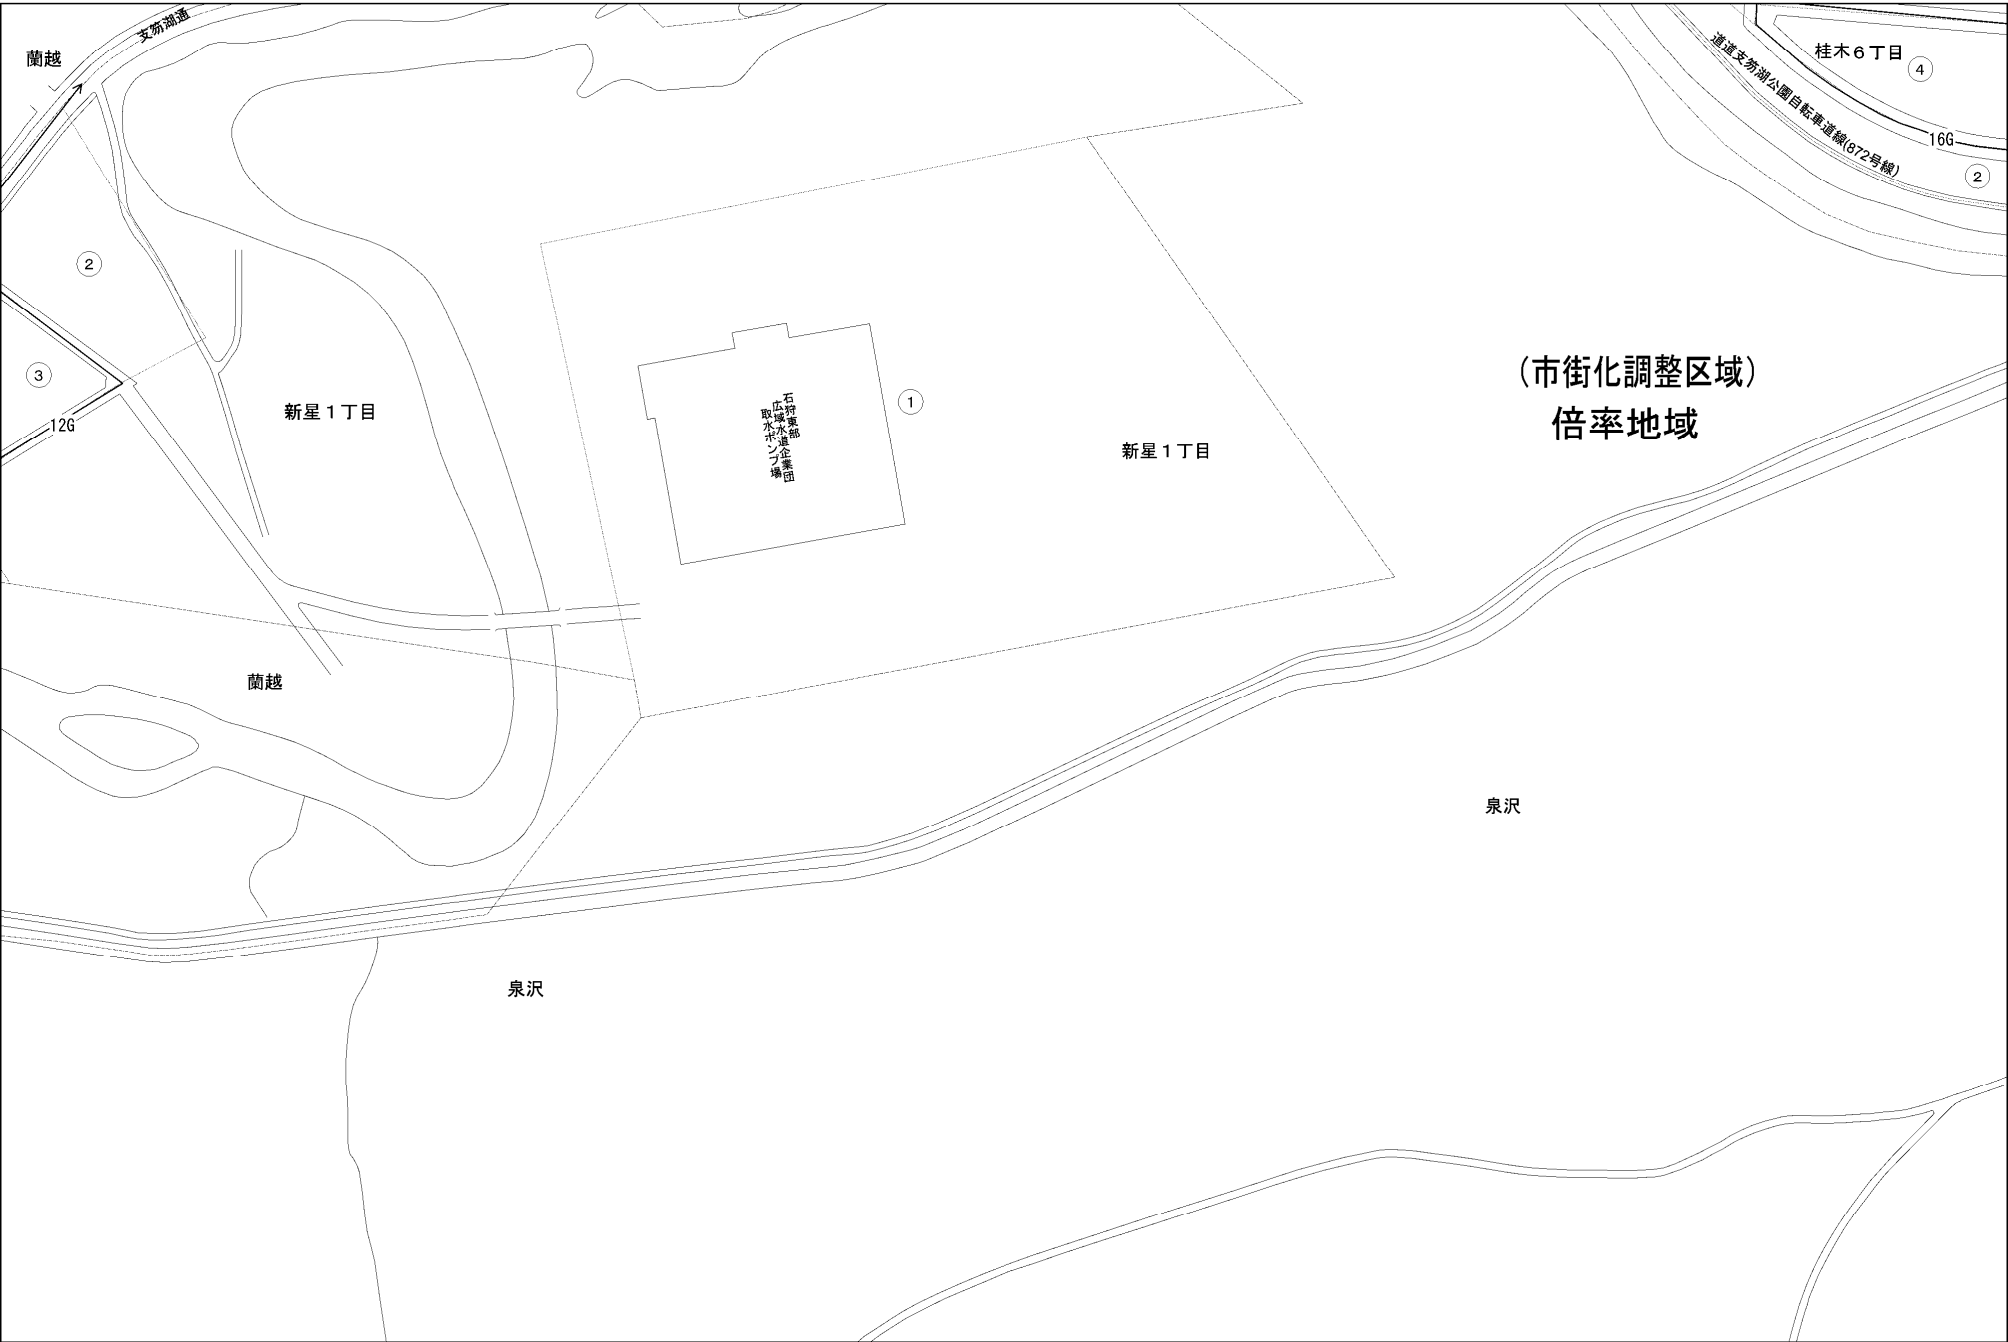 支笏湖通
蘭越
桂木6丁目
④
道道支笏湖公園自転車道線(872号線)
16G
②
②
③
12G
新星1丁目
石狩東部
広域水道企業団
取水ポンプ場
①
新星1丁目
(市街化調整区域)
倍率地域
蘭越
泉沢
泉沢